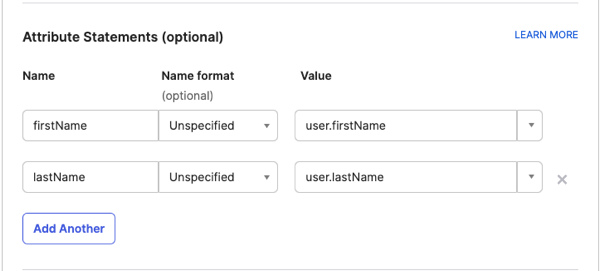 Attribute Statements (optional) LEARN MORE
Name Name format Value
(optional)
firstName Unspecified user.firstName
lastName Unspecified user.lastName
Add Another